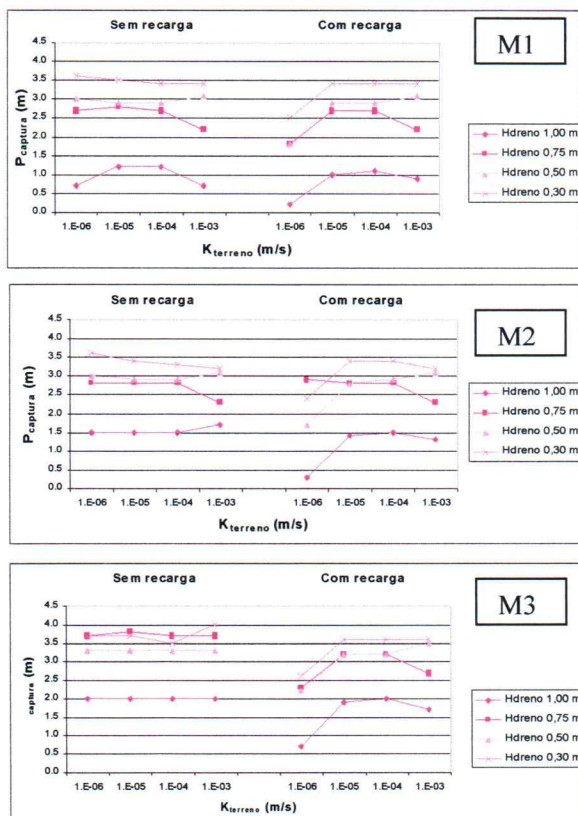 Sem recarga Com recarga
M1
4.5
4.0
3.5
3.0
2.5
2.0
1.5
1.0
0.5
0.0
P captura (m)
1.E-06 1.E-05 1.E-04 1.E-03 1.E-06 1.E-05 1.E-04 1.E-03
K terreno (m/s)
Hdreno 1,00 m
Hdreno 0,75 m
Hdreno 0,50 m
Hdreno 0,30 m
Sem recarga Com recarga
M2
4.5
4.0
3.5
3.0
2.5
2.0
1.5
1.0
0.5
0.0
P captura (m)
1.E-06 1.E-05 1.E-04 1.E-03 1.E-06 1.E-05 1.E-04 1.E-03
K terreno (m/s)
Hdreno 1,00 m
Hdreno 0,75 m
Hdreno 0,50 m
Hdreno 0,30 m
Sem recarga Com recarga
M3
4.5
4.0
3.5
3.0
2.5
2.0
1.5
1.0
0.5
0.0
captura (m)
1.E-06 1.E-05 1.E-04 1.E-03 1.E-06 1.E-05 1.E-04 1.E-03
K terreno (m/s)
Hdreno 1,00 m
Hdreno 0,75 m
Hdreno 0,50 m
Hdreno 0,30 m